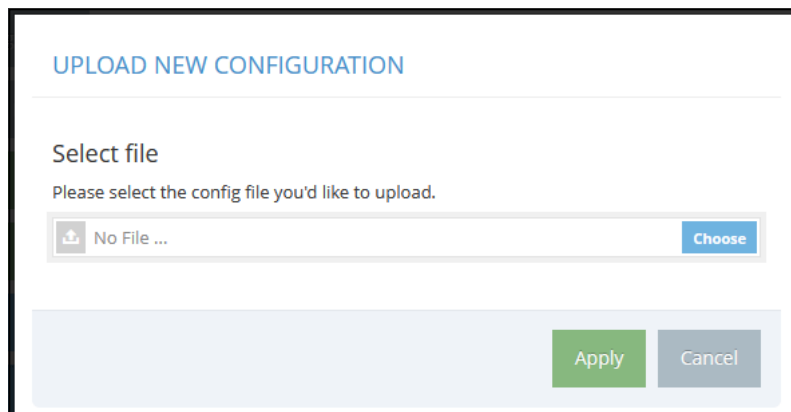 UPLOAD NEW CONFIGURATION
Select file
Please select the config file you'd like to upload.
No File ... Choose
Apply Cancel